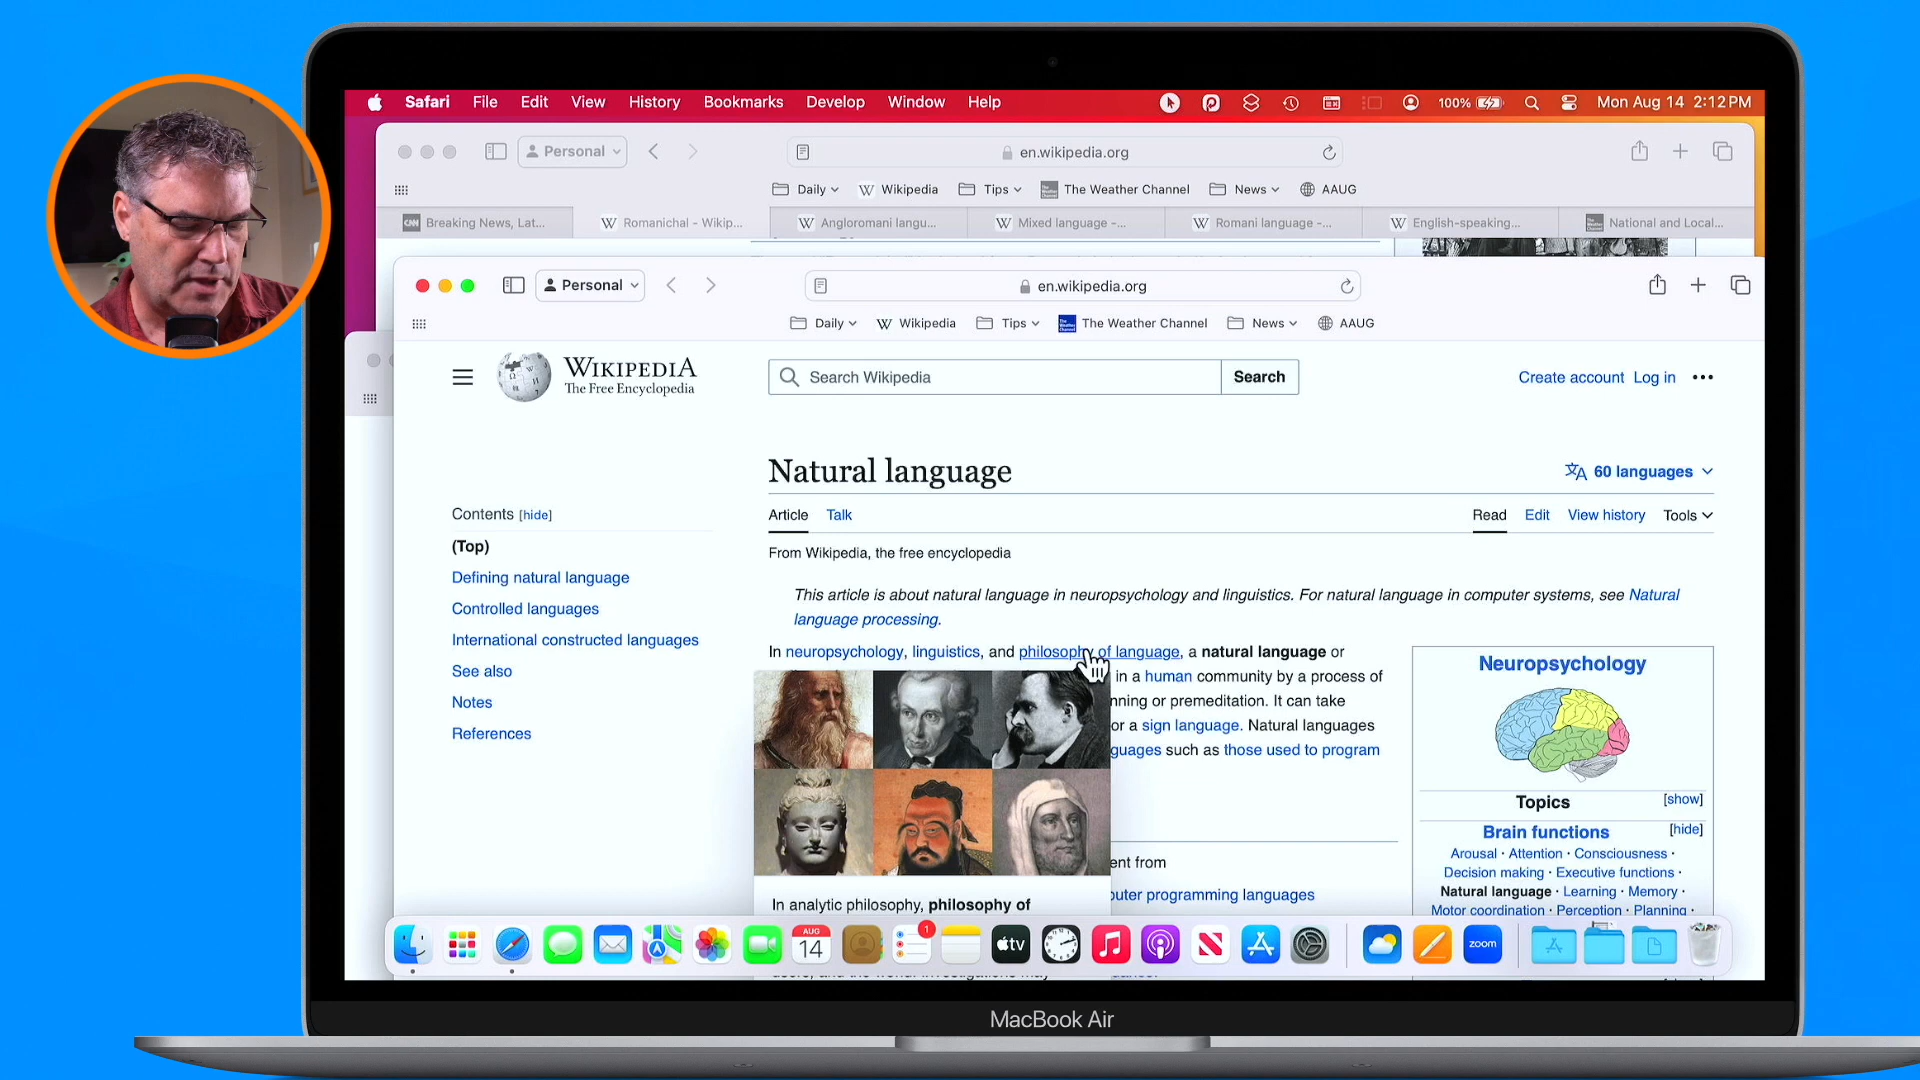 Safari File Edit View History Bookmarks Develop Window Help 100% Mon Aug 14 2:12 PM
Personal en.wikipedia.org
Daily Wikipedia Tips The Weather Channel News AAUG
CNN Breaking News, Lat... Romanichal - Wikip... Angloromani langu... Mixed language -... Romani language -... English-speaking... National and Local...
Personal en.wikipedia.org
Daily Wikipedia Tips The Weather Channel News AAUG
WIKIPEDIA
The Free Encyclopedia
Search Wikipedia Search Create account Log in
Natural language
60 languages
Contents [hide]
(Top)
Defining natural language
Controlled languages
International constructed languages
See also
Notes
References
Article Talk Read Edit View history Tools
From Wikipedia, the free encyclopedia
This article is about natural language in neuropsychology and linguistics. For natural language in computer systems, see Natural
language processing.
In neuropsychology, linguistics, and philosophy of language, a natural language or
in a human community by a process of
nning or premeditation. It can take
or a sign language. Natural languages
guages such as those used to program
ent from
uter programming languages
In analytic philosophy, philosophy of
Neuropsychology
Topics [show]
Brain functions [hide]
Arousal · Attention · Consciousness ·
Decision making · Executive functions ·
Natural language · Learning · Memory ·
Motor coordination · Perception · Planning ·
AUG
14
1
tv
zoom
MacBook Air